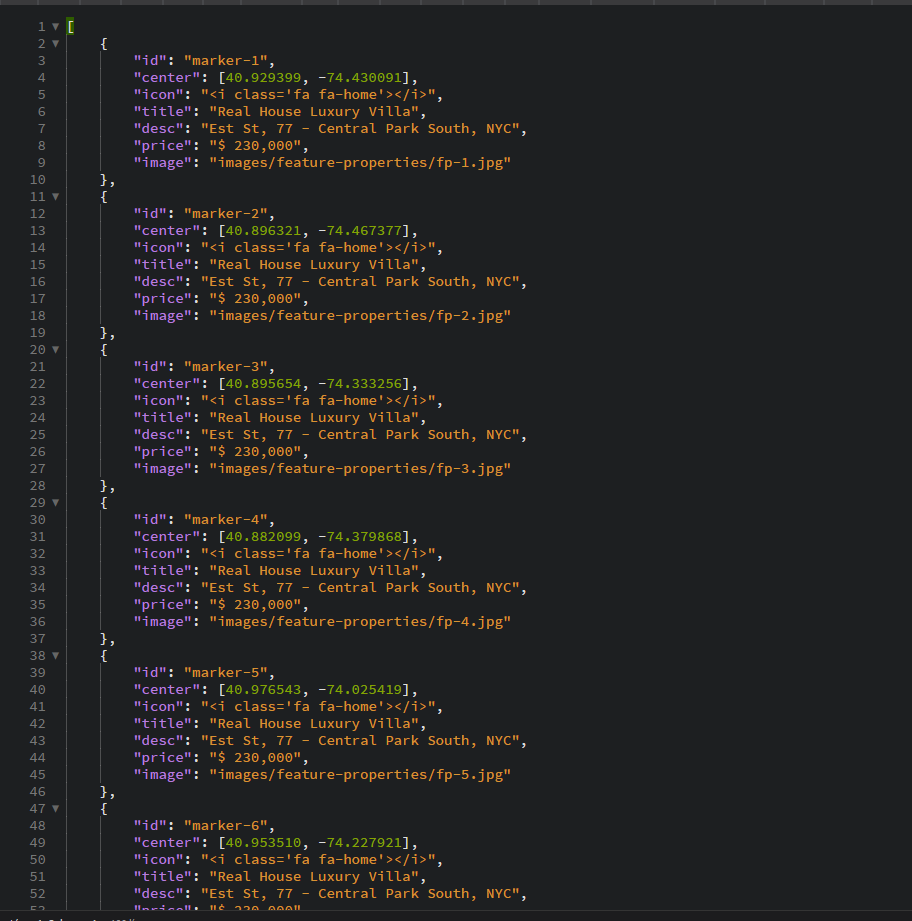 1 [
2 {
3 "id": "marker-1",
4 "center": [40.929399, -74.430091],
5 "icon": "<i class='fa fa-home'></i>",
6 "title": "Real House Luxury Villa",
7 "desc": "Est St, 77 - Central Park South, NYC",
8 "price": "$ 230,000",
9 "image": "images/feature-properties/fp-1.jpg"
10 },
11 {
12 "id": "marker-2",
13 "center": [40.896321, -74.467377],
14 "icon": "<i class='fa fa-home'></i>",
15 "title": "Real House Luxury Villa",
16 "desc": "Est St, 77 - Central Park South, NYC",
17 "price": "$ 230,000",
18 "image": "images/feature-properties/fp-2.jpg"
19 },
20 {
21 "id": "marker-3",
22 "center": [40.895654, -74.333256],
23 "icon": "<i class='fa fa-home'></i>",
24 "title": "Real House Luxury Villa",
25 "desc": "Est St, 77 - Central Park South, NYC",
26 "price": "$ 230,000",
27 "image": "images/feature-properties/fp-3.jpg"
28 },
29 {
30 "id": "marker-4",
31 "center": [40.882099, -74.379868],
32 "icon": "<i class='fa fa-home'></i>",
33 "title": "Real House Luxury Villa",
34 "desc": "Est St, 77 - Central Park South, NYC",
35 "price": "$ 230,000",
36 "image": "images/feature-properties/fp-4.jpg"
37 },
38 {
39 "id": "marker-5",
40 "center": [40.976543, -74.025419],
41 "icon": "<i class='fa fa-home'></i>",
42 "title": "Real House Luxury Villa",
43 "desc": "Est St, 77 - Central Park South, NYC",
44 "price": "$ 230,000",
45 "image": "images/feature-properties/fp-5.jpg"
46 },
47 {
48 "id": "marker-6",
49 "center": [40.953510, -74.227921],
50 "icon": "<i class='fa fa-home'></i>",
51 "title": "Real House Luxury Villa",
52 "desc": "Est St, 77 - Central Park South, NYC",
53 "price": "$ 230,000",